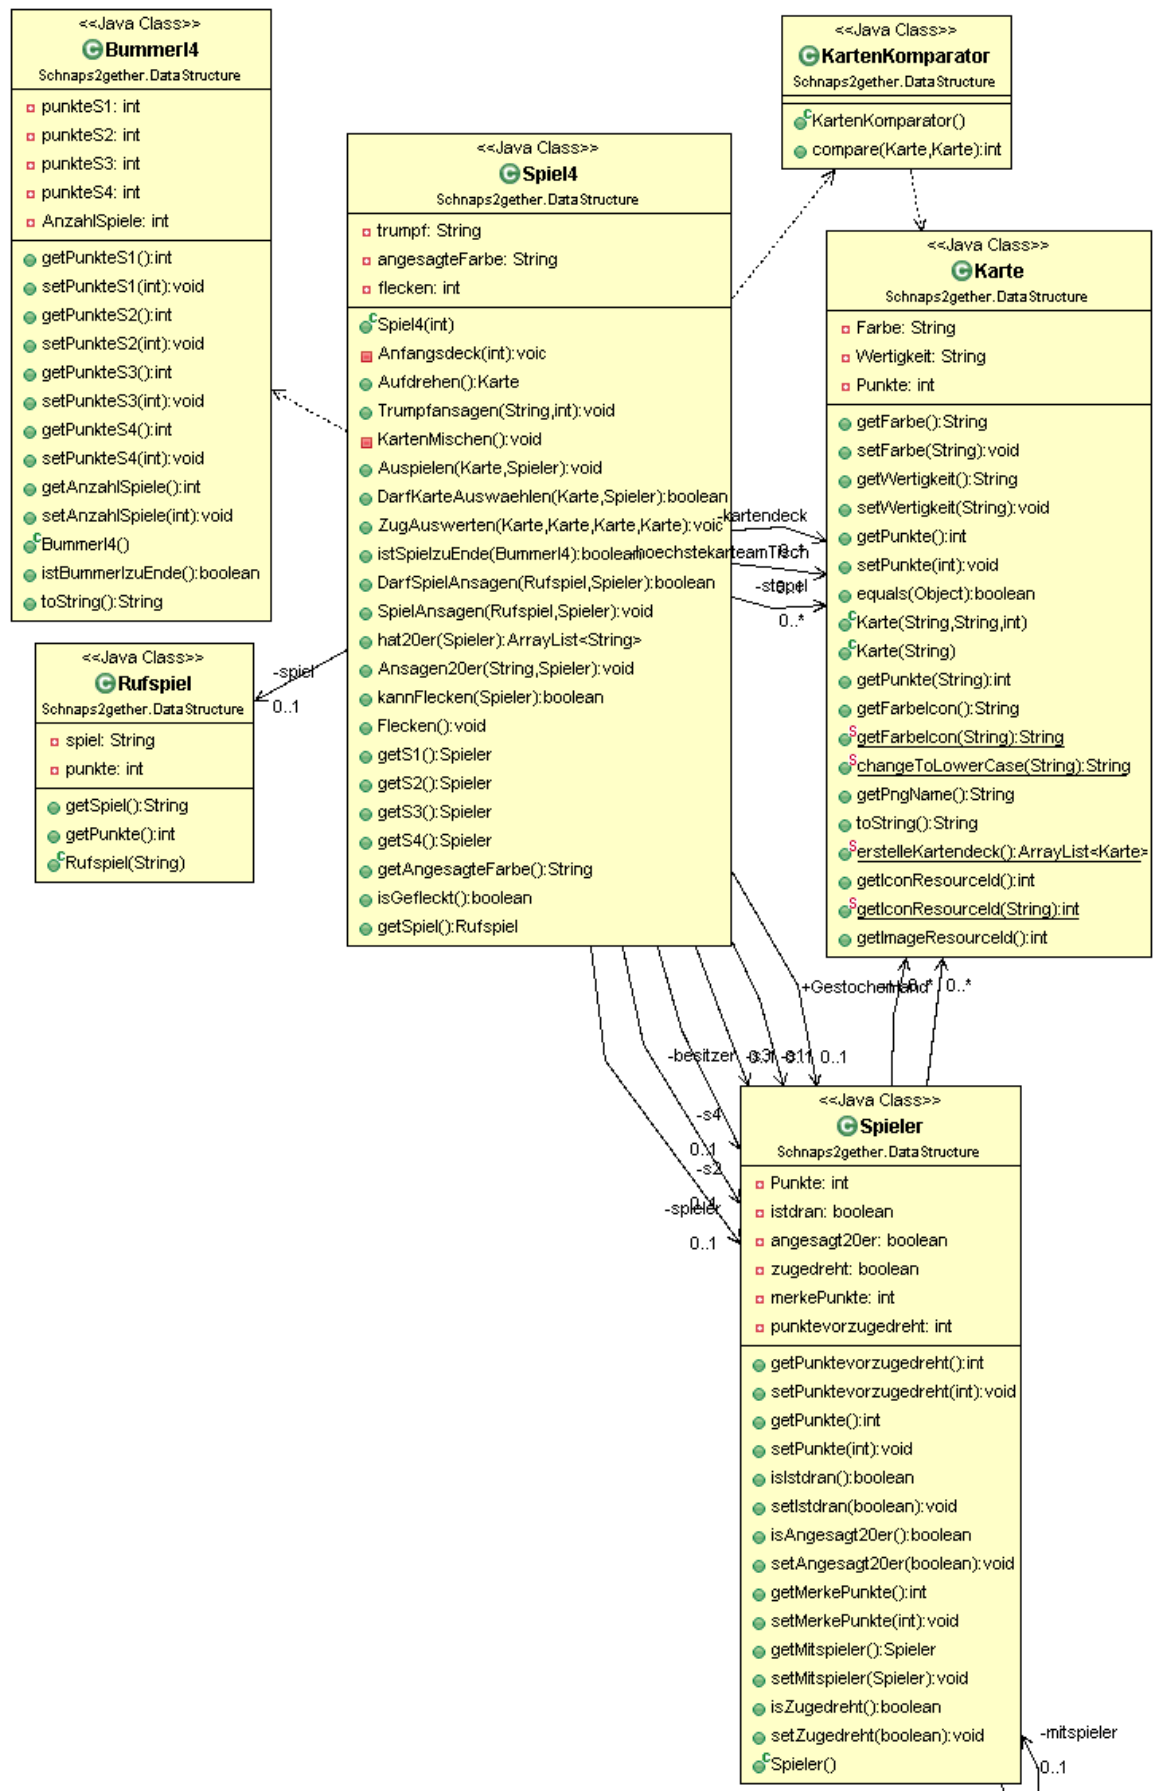 <<Java Class>>
Bummerl4
Schnaps2gether.DataStructure
punkteS1: int
punkteS2: int
punkteS3: int
punkteS4: int
AnzahlSpiele: int
getPunkteS1():int
setPunkteS1(int):void
getPunkteS2():int
setPunkteS2(int):void
getPunkteS3():int
setPunkteS3(int):void
getPunkteS4():int
setPunkteS4(int):void
getAnzahlSpiele():int
setAnzahlSpiele(int):void
Bummerl4()
istBummerlzuEnde():boolean
toString():String
<<Java Class>>
Rufspiel
Schnaps2gether.DataStructure
spiel: String
punkte: int
getSpiel():String
getPunkte():int
Rufspiel(String)
-spiel
0..1
<<Java Class>>
Spiel4
Schnaps2gether.DataStructure
trumpf: String
angesagteFarbe: String
flecken: int
Spiel4(int)
Anfangsdeck(int):voic
Aufdrehen():Karte
Trumpfansagen(String,int):void
KartenMischen():void
Auspielen(Karte,Spieler):void
DarfKarteAuswaehlen(Karte,Spieler):boolean
ZugAuswerten(Karte,Karte,Karte,Karte):voic
istSpielzuEnde(Bummerl4):boolean
DarfSpielAnsagen(Rufspiel,Spieler):boolean
SpielAnsagen(Rufspiel,Spieler):void
hat20er(Spieler):ArrayList<String>
Ansagen20er(String,Spieler):void
kannFlecken(Spieler):boolean
Flecken():void
getS1():Spieler
getS2():Spieler
getS3():Spieler
getS4():Spieler
getAngesagteFarbe():String
isGefleckt():boolean
getSpiel():Rufspiel
<<Java Class>>
KartenKomparator
Schnaps2gether.DataStructure
KartenKomparator()
compare(Karte,Karte):int
-kartendeck
0..*
-hoechstekarteamTisch
0..1
-stapel
0..*
<<Java Class>>
Karte
Schnaps2gether.DataStructure
Farbe: String
Wertigkeit: String
Punkte: int
getFarbe():String
setFarbe(String):void
getWertigkeit():String
setWertigkeit(String):void
getPunkte():int
setPunkte(int):void
equals(Object):boolean
Karte(String,String,int)
Karte(String)
getPunkte(String):int
getFarbeIcon():String
getFarbeIcon(String):String
changeToLowerCase(String):String
getPngName():String
toString():String
erstelleKartendeck():ArrayList<Karte>
getIconResourceId():int
getIconResourceId(String):int
getImageResourceId():int
0..*
0..*
-besitzer
-s3
-s1
0..1
-s4
0..1
-s2
0..1
-spieler
0..1
<<Java Class>>
Spieler
Schnaps2gether.DataStructure
Punkte: int
istdran: boolean
angesagt20er: boolean
zugedreht: boolean
merkePunkte: int
punktevorzugedreht: int
getPunktevorzugedreht():int
setPunktevorzugedreht(int):void
getPunkte():int
setPunkte(int):void
isIstdran():boolean
setIstdran(boolean):void
isAngesagt20er():boolean
setAngesagt20er(boolean):void
getMerkePunkte():int
setMerkePunkte(int):void
getMitspieler():Spieler
setMitspieler(Spieler):void
isZugedreht():boolean
setZugedreht(boolean):void
Spieler()
-mitspieler
0..1